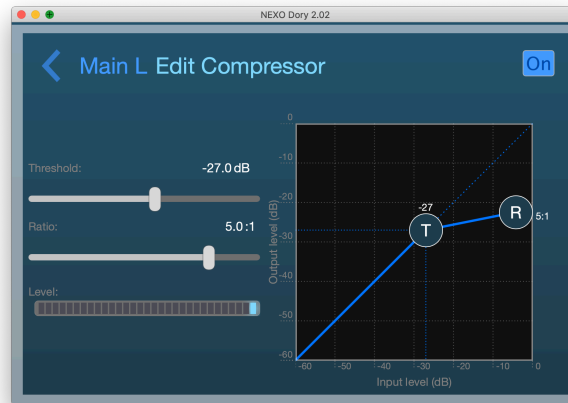 NEXO Dory 2.02
Main L Edit Compressor
On
Threshold: -27.0 dB
Ratio: 5.0:1
Level:
0
-10
-20
-30
-40
-50
-60
Output level (dB)
-27
T
R
5:1
-60 -50 -40 -30 -20 -10 0
Input level (dB)